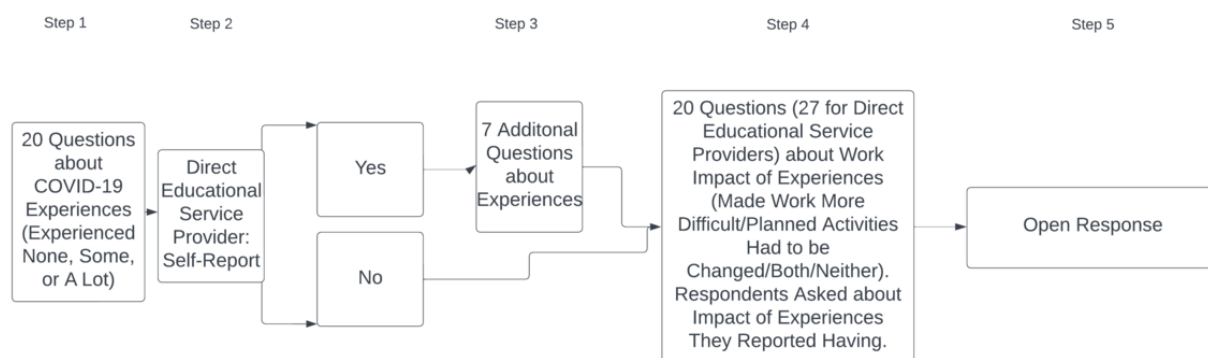 Step 1
Step 2
Step 3
Step 4
Step 5
20 Questions
about
COVID-19
Experiences
(Experienced
None, Some,
or A Lot)
Direct
Educational
Service
Provider:
Self-Report
Yes
No
7 Additonal
Questions
about
Experiences
20 Questions (27 for Direct
Educational Service
Providers) about Work
Impact of Experiences
(Made Work More
Difficult/Planned Activities
Had to be
Changed/Both/Neither).
Respondents Asked about
Impact of Experiences
They Reported Having.
Open Response